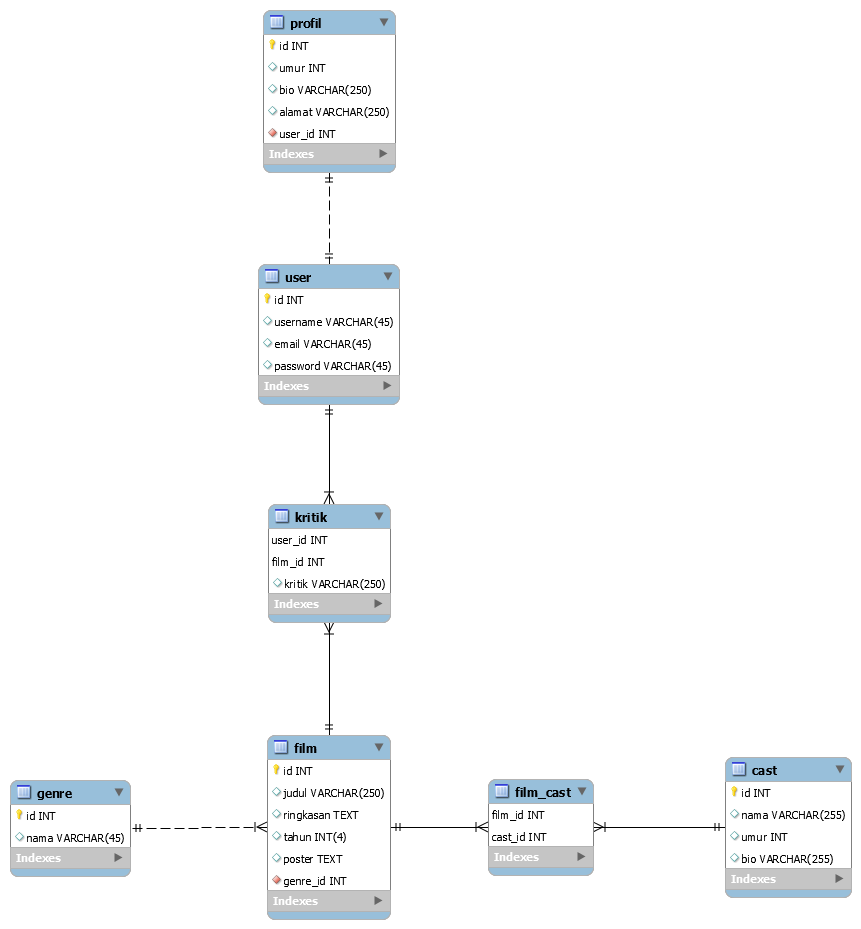 profil
id INT
umur INT
bio VARCHAR(250)
alamat VARCHAR(250)
user_id INT
Indexes
user
id INT
username VARCHAR(45)
email VARCHAR(45)
password VARCHAR(45)
Indexes
kritik
user_id INT
film_id INT
kritik VARCHAR(250)
Indexes
genre
id INT
nama VARCHAR(45)
Indexes
film
id INT
judul VARCHAR(250)
ringkasan TEXT
tahun INT(4)
poster TEXT
genre_id INT
Indexes
film_cast
film_id INT
cast_id INT
Indexes
cast
id INT
nama VARCHAR(255)
umur INT
bio VARCHAR(255)
Indexes